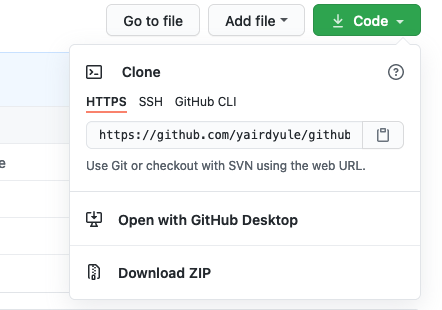 Go to file
Add file
Code
Clone
HTTPS SSH GitHub CLI
https://github.com/yairdyule/github
Use Git or checkout with SVN using the web URL.
e
Open with GitHub Desktop
Download ZIP